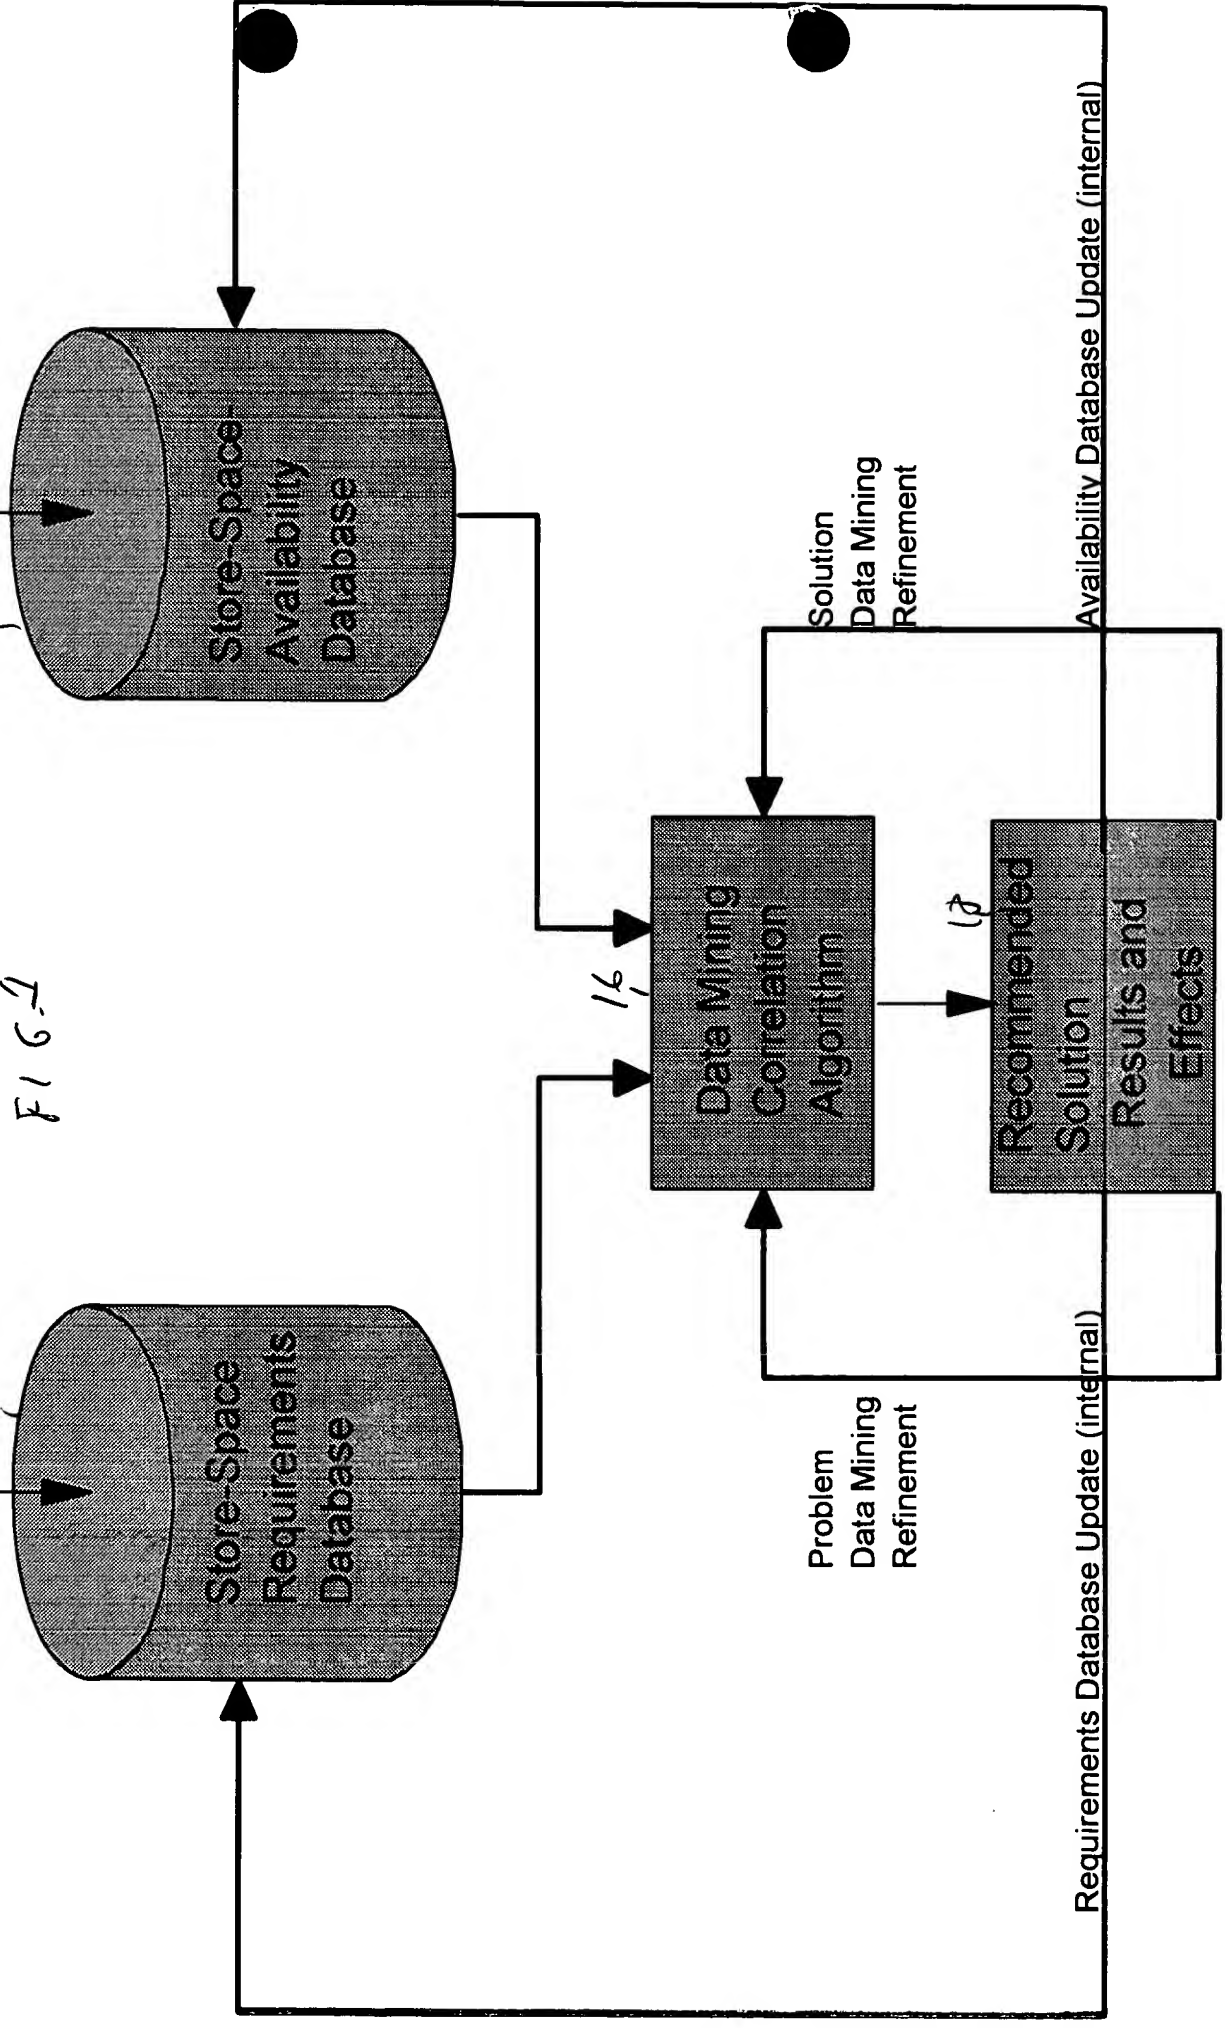 FIG-1
Store-Space
Requirements
Database
Store-Space-
Availability
Database
16
Data Mining
Correlation
Algorithm
Problem
Data Mining
Refinement
Solution
Data Mining
Refinement
18
Recommended
Solution
Results and
Effects
Requirements Database Update (internal)
Availability Database Update (internal)